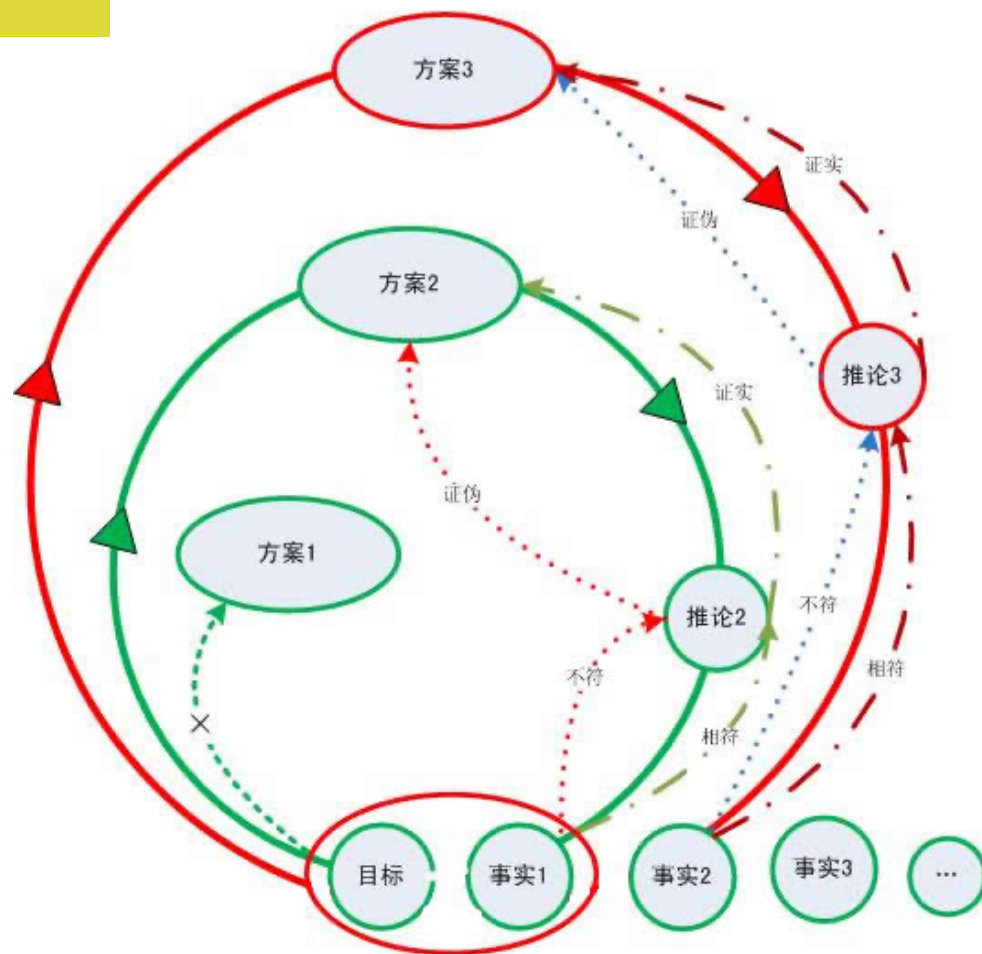 方案3
证实
证伪
方案2
推论3
证实
证伪
方案1
不符
推论2
不符
相符
相符
目标
事实1
事实2
事实3
...